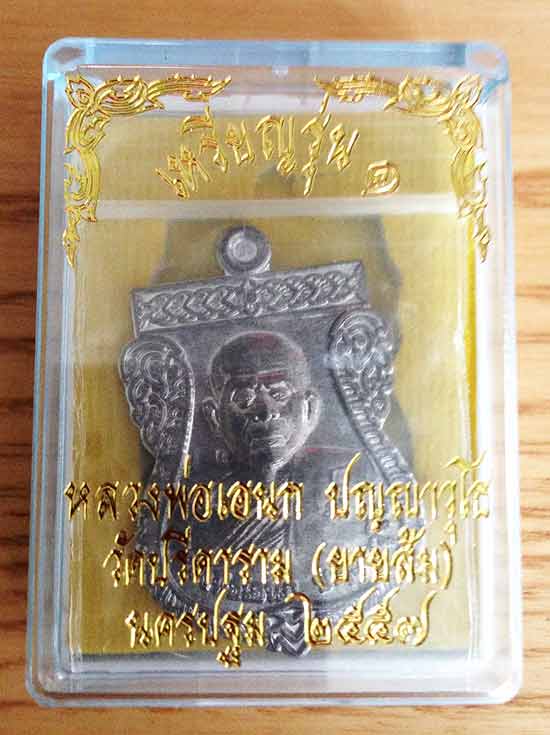 เหรียญรุ่น ๑
หลวงพ่อเอนก ปญฺญาวุโธ
วัดปรีดาราม (ยายส้ม)
นครปฐม ๒๕๕๗